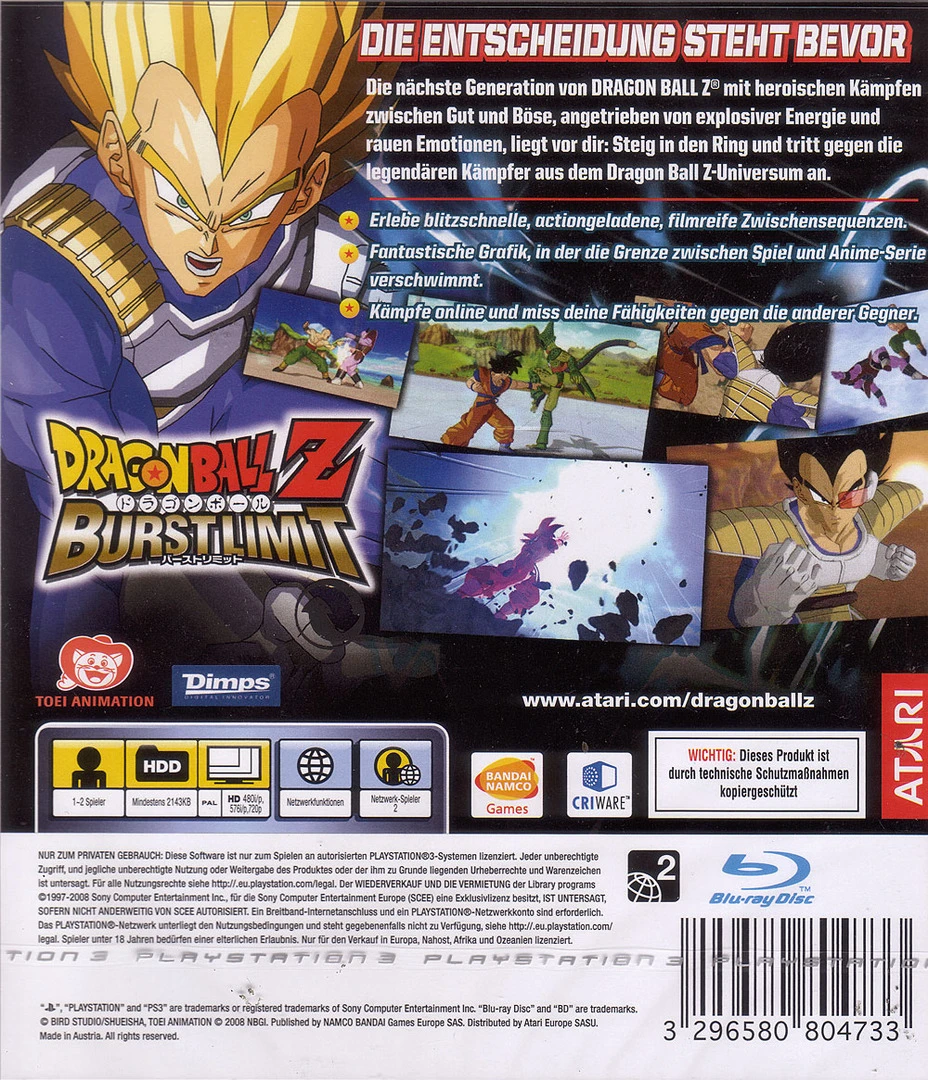 DIE ENTSCHEIDUNG STEHT BEVOR
Die nächste Generation von DRAGON BALL Z® mit heroischen Kämpfen
zwischen Gut und Böse, angetrieben von explosiver Energie und
rauen Emotionen, liegt vor dir: Steig in den Ring und tritt gegen die
legendären Kämpfer aus dem Dragon Ball Z-Universum an.
Erlebe blitzschnelle, actiongeladene, filmreife Zwischensequenzen.
Fantastische Grafik, in der die Grenze zwischen Spiel und Anime-Serie
verschwimmt.
Kämpfe online und miss deine Fähigkeiten gegen die anderer Gegner.
DRAGON BALL Z
ドラゴンボール
BURST LIMIT
バーストリミット
TOEI ANIMATION
Dimps
DIGITAL INNOVATOR
www.atari.com/dragonballz
ATARI
HDD
1-2 Spieler
Mindestens 2143KB
PAL
HD 480i/p,
576i/p,720p
Netzwerkfunktionen
Netzwerk-Spieler
2
BANDAI
NAMCO
Games
CRIWARE™
WICHTIG: Dieses Produkt ist
durch technische Schutzmaßnahmen
kopiergeschützt
NUR ZUM PRIVATEN GEBRAUCH: Diese Software ist nur zum Spielen an autorisierten PLAYSTATION®3-Systemen lizenziert. Jeder unberechtigte
Zugriff, und jegliche unberechtigte Nutzung oder Weitergabe des Produktes oder der ihm zu Grunde liegenden Urheberrechte und Warenzeichen
ist untersagt. Für alle Nutzungsrechte siehe http://.eu.playstation.com/legal. Der WIEDERVERKAUF UND DIE VERMIETUNG der Library programs
©1997-2008 Sony Computer Entertainment Inc., für die Sony Computer Entertainment Europe (SCEE) eine Exklusivlizenz besitzt, IST UNTERSAGT,
SOFERN NICHT ANDERWEITIG VON SCEE AUTORISIERT. Ein Breitband-Internetanschluss und ein PLAYSTATION®-Netzwerkkonto sind erforderlich.
Das PLAYSTATION®-Netzwerk unterliegt den Nutzungsbedingungen und steht gegebenenfalls nicht zu Verfügung, siehe http://eu.playstation.com/
legal. Spieler unter 18 Jahren bedürfen einer elterlichen Erlaubnis. Nur für den Verkauf in Europa, Nahost, Afrika und Ozeanien lizenziert.
2
Blu-ray Disc™
TION 3 PLAYSTATION 3 PLAYSTATION 3 PLAYSTATION
", "PLAYSTATION" and "PS3" are trademarks or registered trademarks of Sony Computer Entertainment Inc. "Blu-ray Disc" and "BD" are trademarks.
© BIRD STUDIO/SHUEISHA, TOEI ANIMATION © 2008 NBGI. Published by NAMCO BANDAI Games Europe SAS. Distributed by Atari Europe SASU.
Made in Austria. All rights reserved.
3 296580 804733